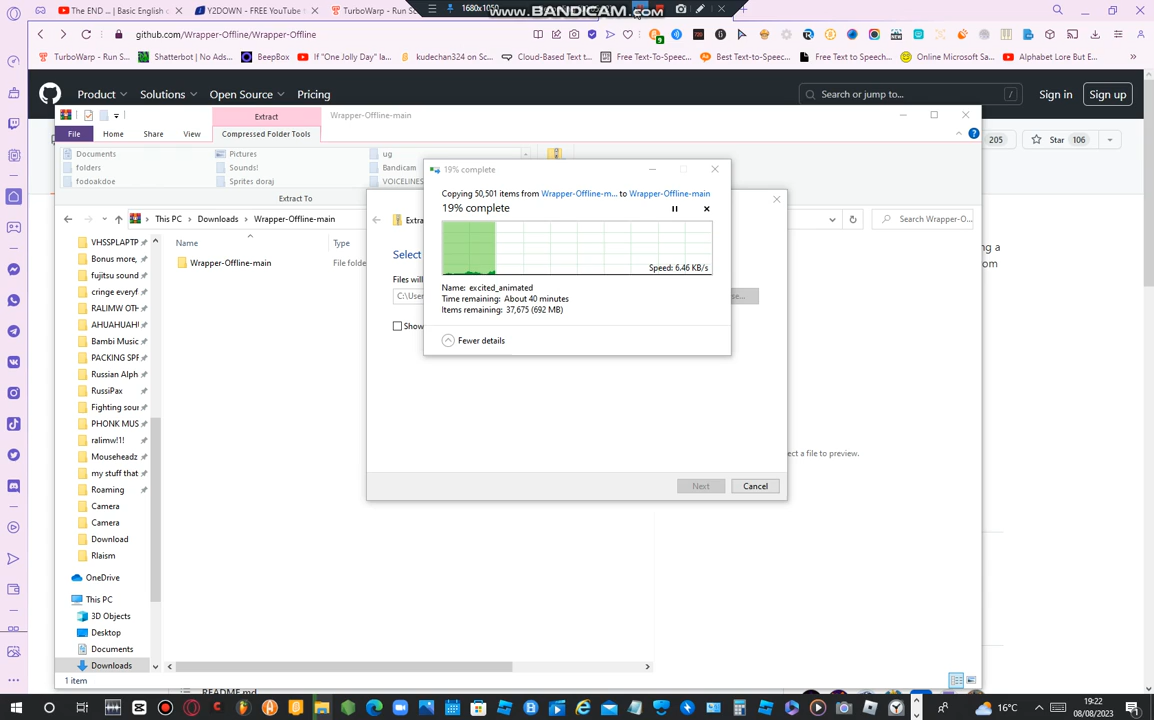 The END ... | Basic English c
Y2DOWN - FREE YouTube
TurboWarp - Run Sc
1680x1050
www.BANDICAM.com
github.com/Wrapper-Offline/Wrapper-Offline
TurboWarp - Run S...
Shatterbot | No Ads...
BeepBox
If "One Jolly Day" la...
kudechan324 on Sc...
Cloud-Based Text t...
Free Text-To-Speec...
Best Text-to-Speec...
Free Text to Speech...
Online Microsoft Sa...
Alphabet Lore But E...
Product
Solutions
Open Source
Pricing
Search or jump to...
/
Sign in
Sign up
Extract
Wrapper-Offline-main
205
Star 106
File
Home
Share
View
Compressed Folder Tools
Documents
Pictures
ug
folders
Sounds!
Bandicam
fodoakdoe
Sprites doraj
VOICELINES
Extract To
19% complete
Copying 50,501 items from Wrapper-Offline-m... to Wrapper-Offline-main
19% complete
Speed: 6.46 KB/s
Name: excited_animated
Time remaining: About 40 minutes
Items remaining: 37,675 (692 MB)
Fewer details
This PC
Downloads
Wrapper-Offline-main
Search Wrapper-O...
Extra
Select
Files will
C:\User
Show
Next
Cancel
Name
Type
Wrapper-Offline-main
File folde
ect a file to preview.
ng a
om
VHSSPLAPTP
Bonus more,
fujitsu sound
cringe everyf
RALIMW OTH
AHUAHUAHU
Bambi Music
PACKING SPF
Russian Alph
RussiPax
Fighting soun
PHONK MUS
ralimw!1!
Mouseheadz
my stuff that
Roaming
Camera
Camera
Download
Rlaism
OneDrive
This PC
3D Objects
Desktop
Documents
Downloads
1 item
README.md
16°C
19:22
08/08/2023